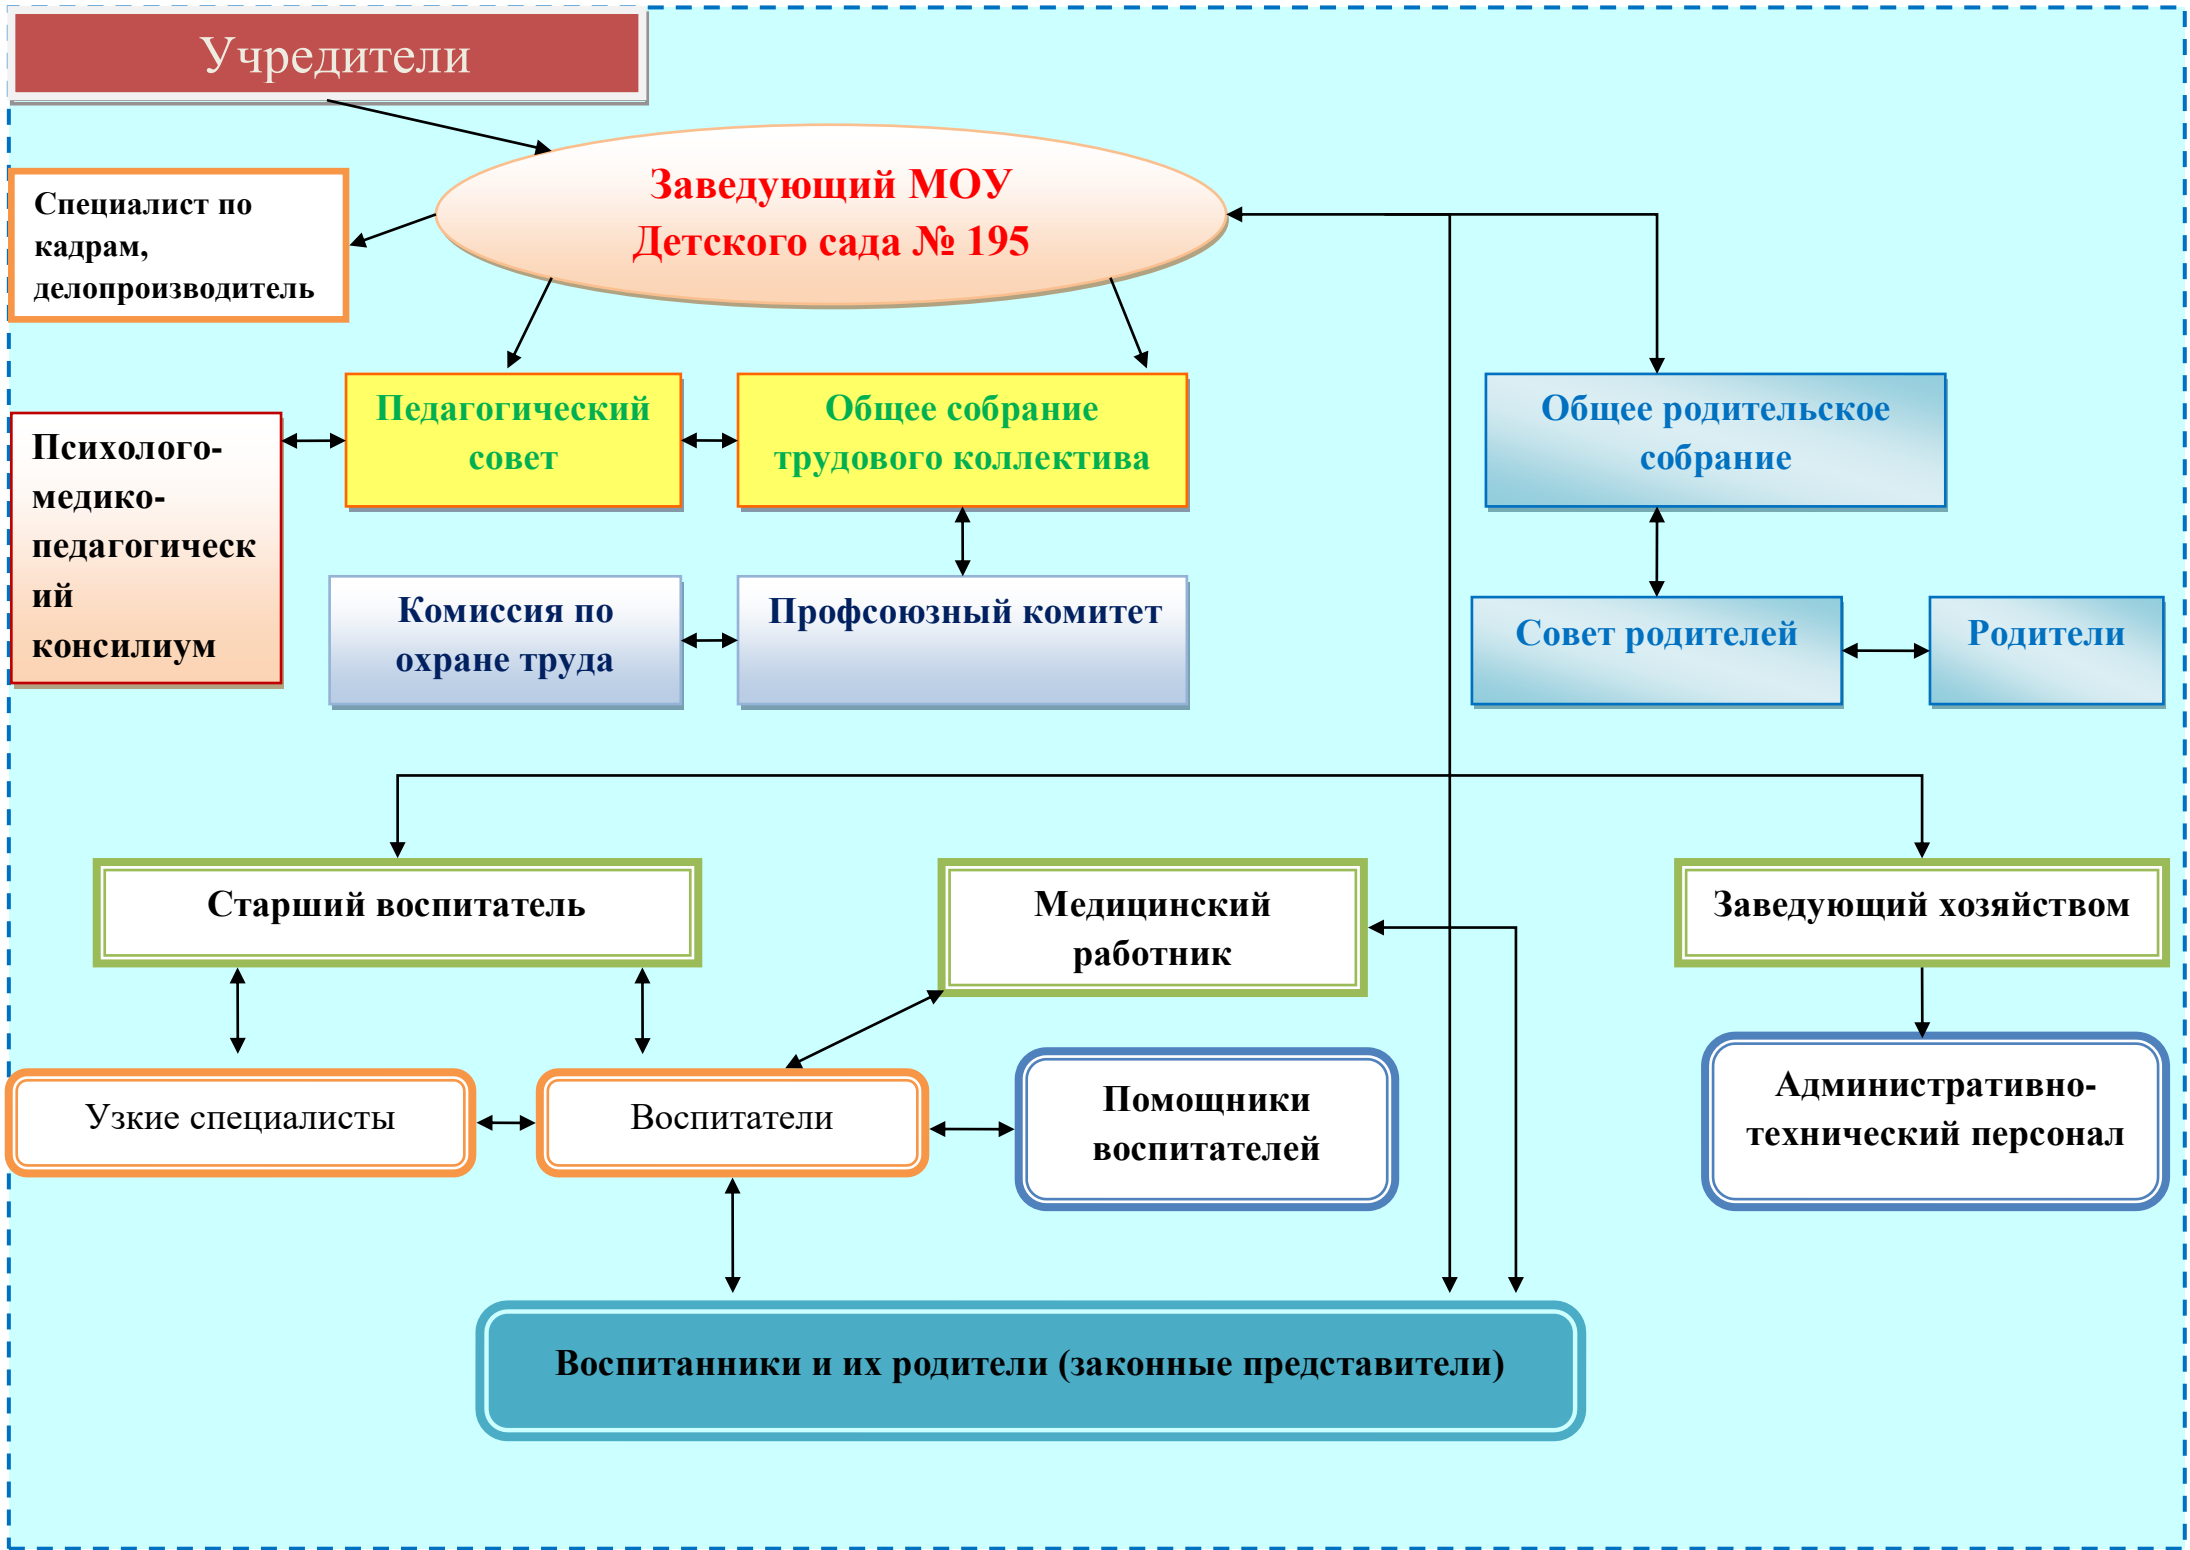 Учредители
Заведующий МОУ
Детского сада № 195
Специалист по
кадрам,
делопроизводитель
Педагогический
совет
Общее собрание
трудового коллектива
Общее родительское
собрание
Психолого-
медико-
педагогическ
ий
консилиум
Комиссия по
охране труда
Профсоюзный комитет
Совет родителей
Родители
Старший воспитатель
Медицинский
работник
Заведующий хозяйством
Узкие специалисты
Воспитатели
Помощники
воспитателей
Административно-
технический персонал
Воспитанники и их родители (законные представители)